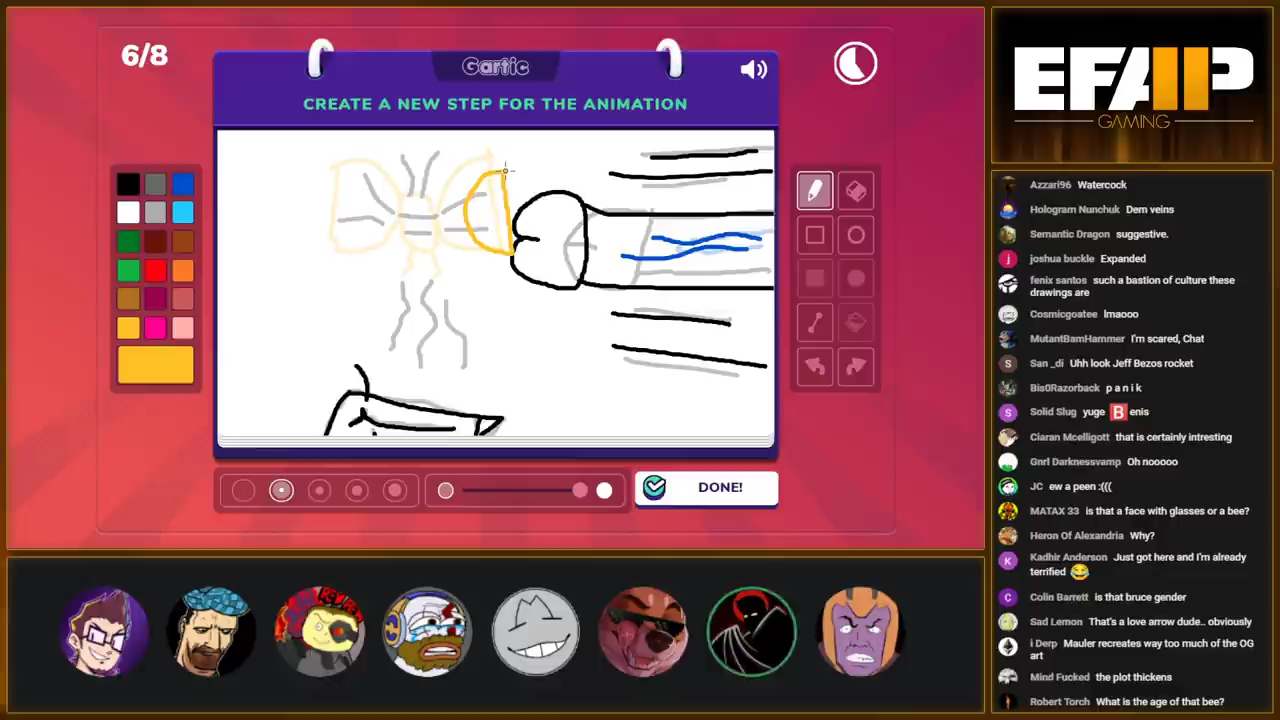 6/8
Gartic
CREATE A NEW STEP FOR THE ANIMATION
DONE!
EFAP
GAMING
Azzari96 Watercock
Hologram Nunchuk Dem veins
Semantic Dragon suggestive.
joshua buckle Expanded
fenix santos such a bastion of culture these
drawings are
Cosmicgoatee lmaooo
MutantBamHammer I'm scared, Chat
San _di Uhh look Jeff Bezos rocket
Bis0Razorback p a n i k
Solid Slug yuge 🅱️ enis
Ciaran Mcelligott that is certainly intresting
Gnrl Darknessvamp Oh nooooo
JC ew a peen :(((
MATAX 33 is that a face with glasses or a bee?
Heron Of Alexandria Why?
Kadhir Anderson Just got here and I'm already
terrified 😂
Colin Barrett is that bruce gender
Sad Lemon That's a love arrow dude.. obviously
i Derp Mauler recreates way too much of the OG
art
Mind Fucked the plot thickens
Robert Torch What is the age of that bee?